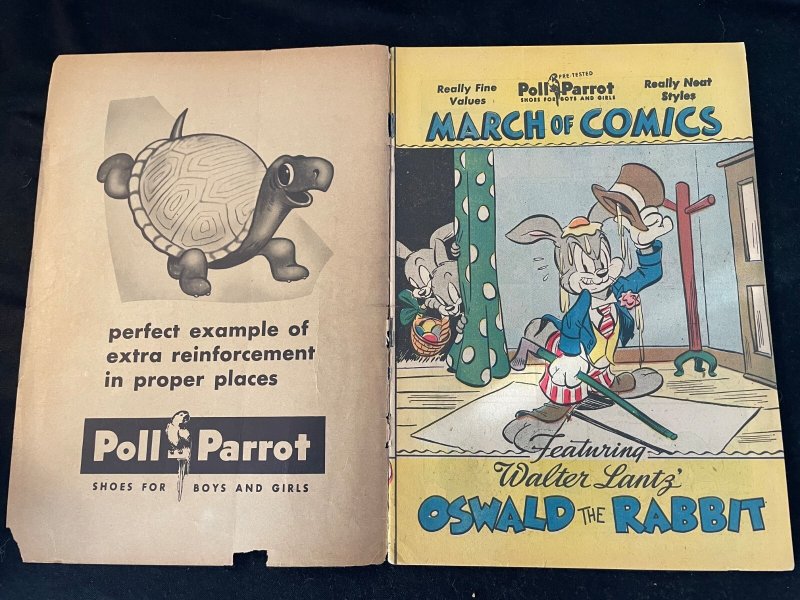 perfect example of
extra reinforcement
in proper places
Poll Parrot
SHOES FOR BOYS AND GIRLS
Really Fine
Values
PRE-TESTED
Poll Parrot
SHOES FOR BOYS AND GIRLS
Really Neat
Styles
MARCH OF COMICS
Featuring
Walter Lantz'
OSWALD THE RABBIT